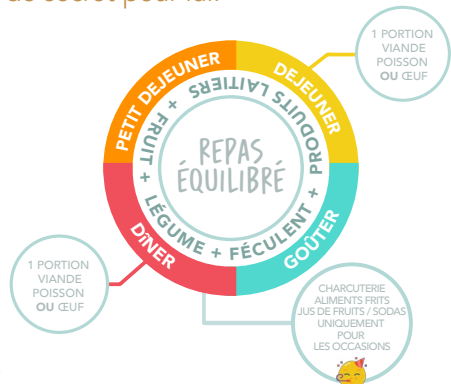 1 PORTION
VIANDE
POISSON
OU ŒUF
PETIT DEJEUNER
DEJEUNER
GOÛTER
DÎNER
REPAS
ÉQUILIBRÉ
+ FRUIT + LÉGUME + FÉCULENT + PRODUITS LAITIERS
1 PORTION
VIANDE
POISSON
OU ŒUF
CHARCUTERIE
ALIMENTS FRITS
JUS DE FRUITS / SODAS
UNIQUEMENT
POUR
LES OCCASIONS